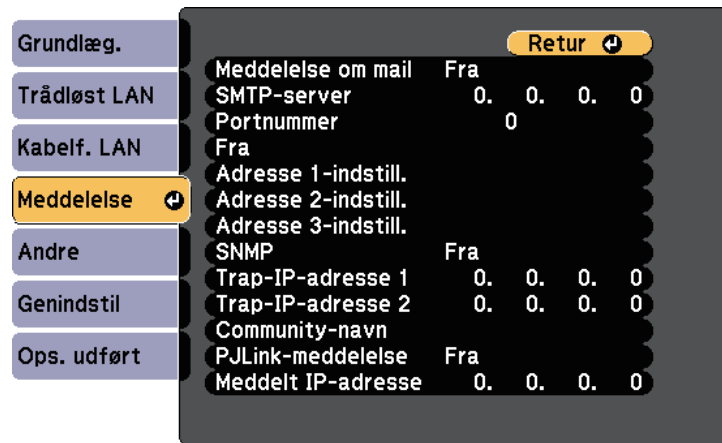 Grundlæg.
Trådløst LAN
Kabelf. LAN
Meddelelse
Andre
Genindstil
Ops. udført
Retur
Meddelelse om mail Fra
SMTP-server 0. 0. 0. 0
Portnummer 0
Fra
Adresse 1-indstill.
Adresse 2-indstill.
Adresse 3-indstill.
SNMP Fra
Trap-IP-adresse 1 0. 0. 0. 0
Trap-IP-adresse 2 0. 0. 0. 0
Community-navn
PJLink-meddelelse Fra
Meddelt IP-adresse 0. 0. 0. 0